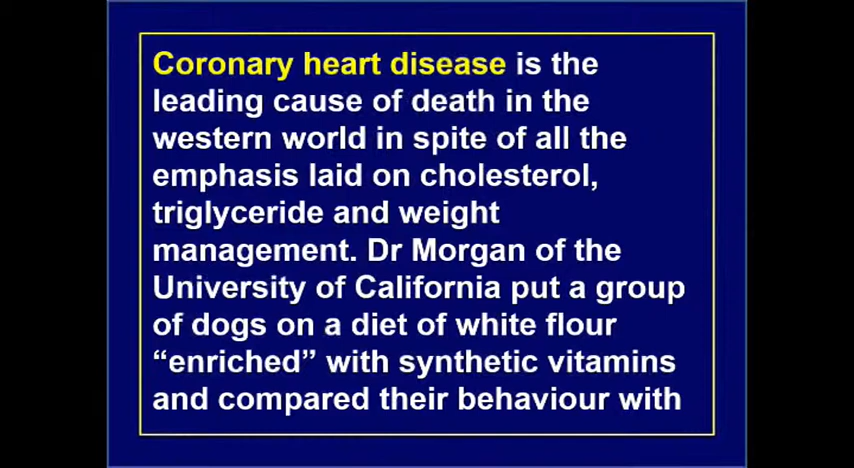 Coronary heart disease is the
leading cause of death in the
western world in spite of all the
emphasis laid on cholesterol,
triglyceride and weight
management. Dr Morgan of the
University of California put a group
of dogs on a diet of white flour
“enriched” with synthetic vitamins
and compared their behaviour with